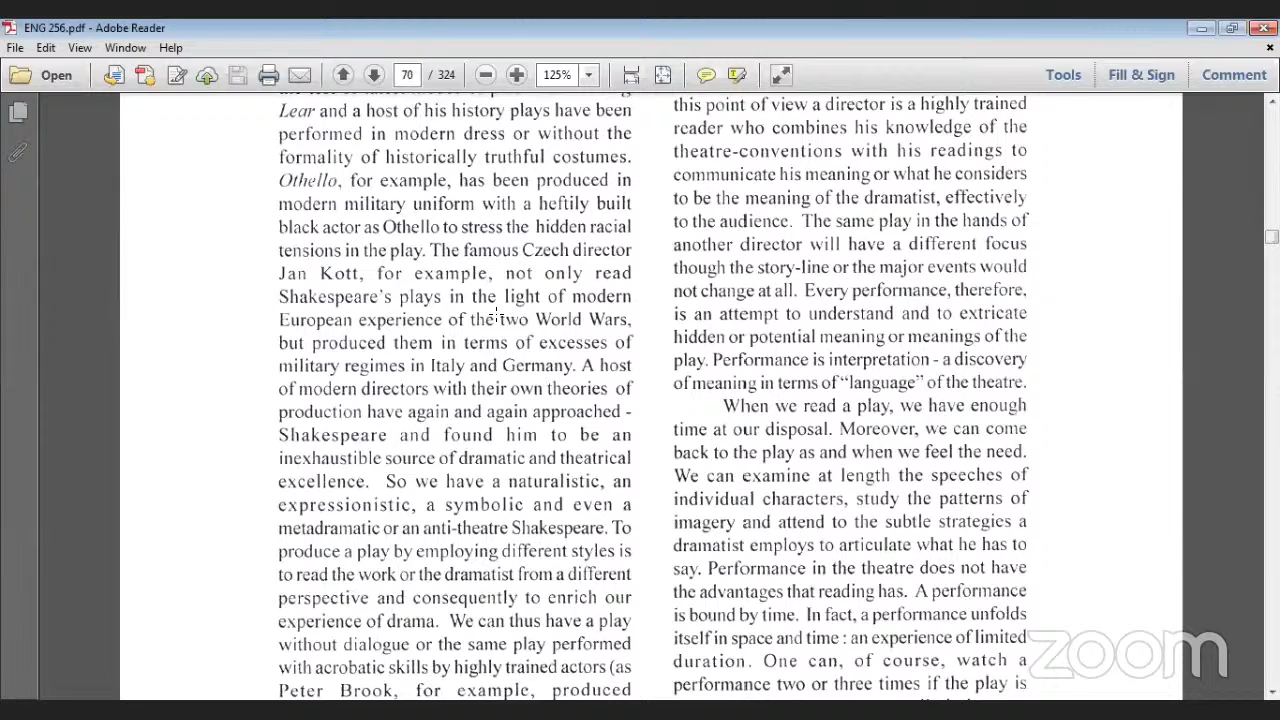 ENG 256.pdf - Adobe Reader
File Edit View Window Help
Open 70 / 324 125% Tools Fill & Sign Comment
Lear and a host of his history plays have been
performed in modern dress or without the
formality of historically truthful costumes.
Othello, for example, has been produced in
modern military uniform with a heftily built
black actor as Othello to stress the hidden racial
tensions in the play. The famous Czech director
Jan Kott, for example, not only read
Shakespeare's plays in the light of modern
European experience of the two World Wars,
but produced them in terms of excesses of
military regimes in Italy and Germany. A host
of modern directors with their own theories of
production have again and again approached -
Shakespeare and found him to be an
inexhaustible source of dramatic and theatrical
excellence. So we have a naturalistic, an
expressionistic, a symbolic and even a
metadramatic or an anti-theatre Shakespeare. To
produce a play by employing different styles is
to read the work or the dramatist from a different
perspective and consequently to enrich our
experience of drama. We can thus have a play
without dialogue or the same play performed
with acrobatic skills by highly trained actors (as
Peter Brook, for example, produced
this point of view a director is a highly trained
reader who combines his knowledge of the
theatre-conventions with his readings to
communicate his meaning or what he considers
to be the meaning of the dramatist, effectively
to the audience. The same play in the hands of
another director will have a different focus
though the story-line or the major events would
not change at all. Every performance, therefore,
is an attempt to understand and to extricate
hidden or potential meaning or meanings of the
play. Performance is interpretation - a discovery
of meaning in terms of "language" of the theatre.
When we read a play, we have enough
time at our disposal. Moreover, we can come
back to the play as and when we feel the need.
We can examine at length the speeches of
individual characters, study the patterns of
imagery and attend to the subtle strategies a
dramatist employs to articulate what he has to
say. Performance in the theatre does not have
the advantages that reading has. A performance
is bound by time. In fact, a performance unfolds
itself in space and time : an experience of limited
duration. One can, of course, watch a
performance two or three times if the play is
zoom